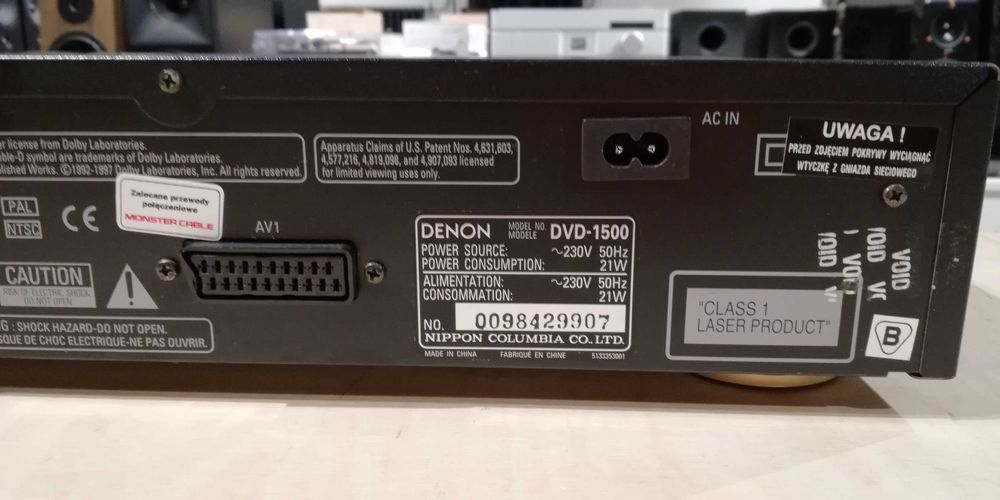 er license from Dolby Laboratories.
ble-D symbol are trademarks of Dolby Laboratories.
blished Works. ©1992-1997 Dolby Laboratories, Inc. All rights reserved.
Apparatus Claims of U.S. Patent Nos. 4,631,603,
4,577,216, 4,819,098, and 4,907,093 licensed
for limited viewing uses only.
AC IN
UWAGA !
PRZED ZDJĘCIEM POKRYWY WYCIĄGNĄĆ
WTYCZKĘ Z GNIAZDA SIECIOWEGO
PAL
NTSC
CE
Zalecane przewody
połączeniowe
MONSTER CABLE
AV1
DENON MODEL NO. MODELE DVD-1500
POWER SOURCE: ~230V 50Hz
POWER CONSUMPTION: 21W
ALIMENTATION: ~230V 50Hz
CONSOMMATION: 21W
NO. 0098429907
NIPPON COLUMBIA CO., LTD.
MADE IN CHINA FABRIQUÉ EN CHINE 5133353001
CAUTION
RISK OF ELECTRIC SHOCK
DO NOT OPEN
!
G : SHOCK HAZARD-DO NOT OPEN.
SQUE DE CHOC ELECTRIQUE-NE PAS OUVRIR.
"CLASS 1
LASER PRODUCT"
VOID
VOID
VOID
B